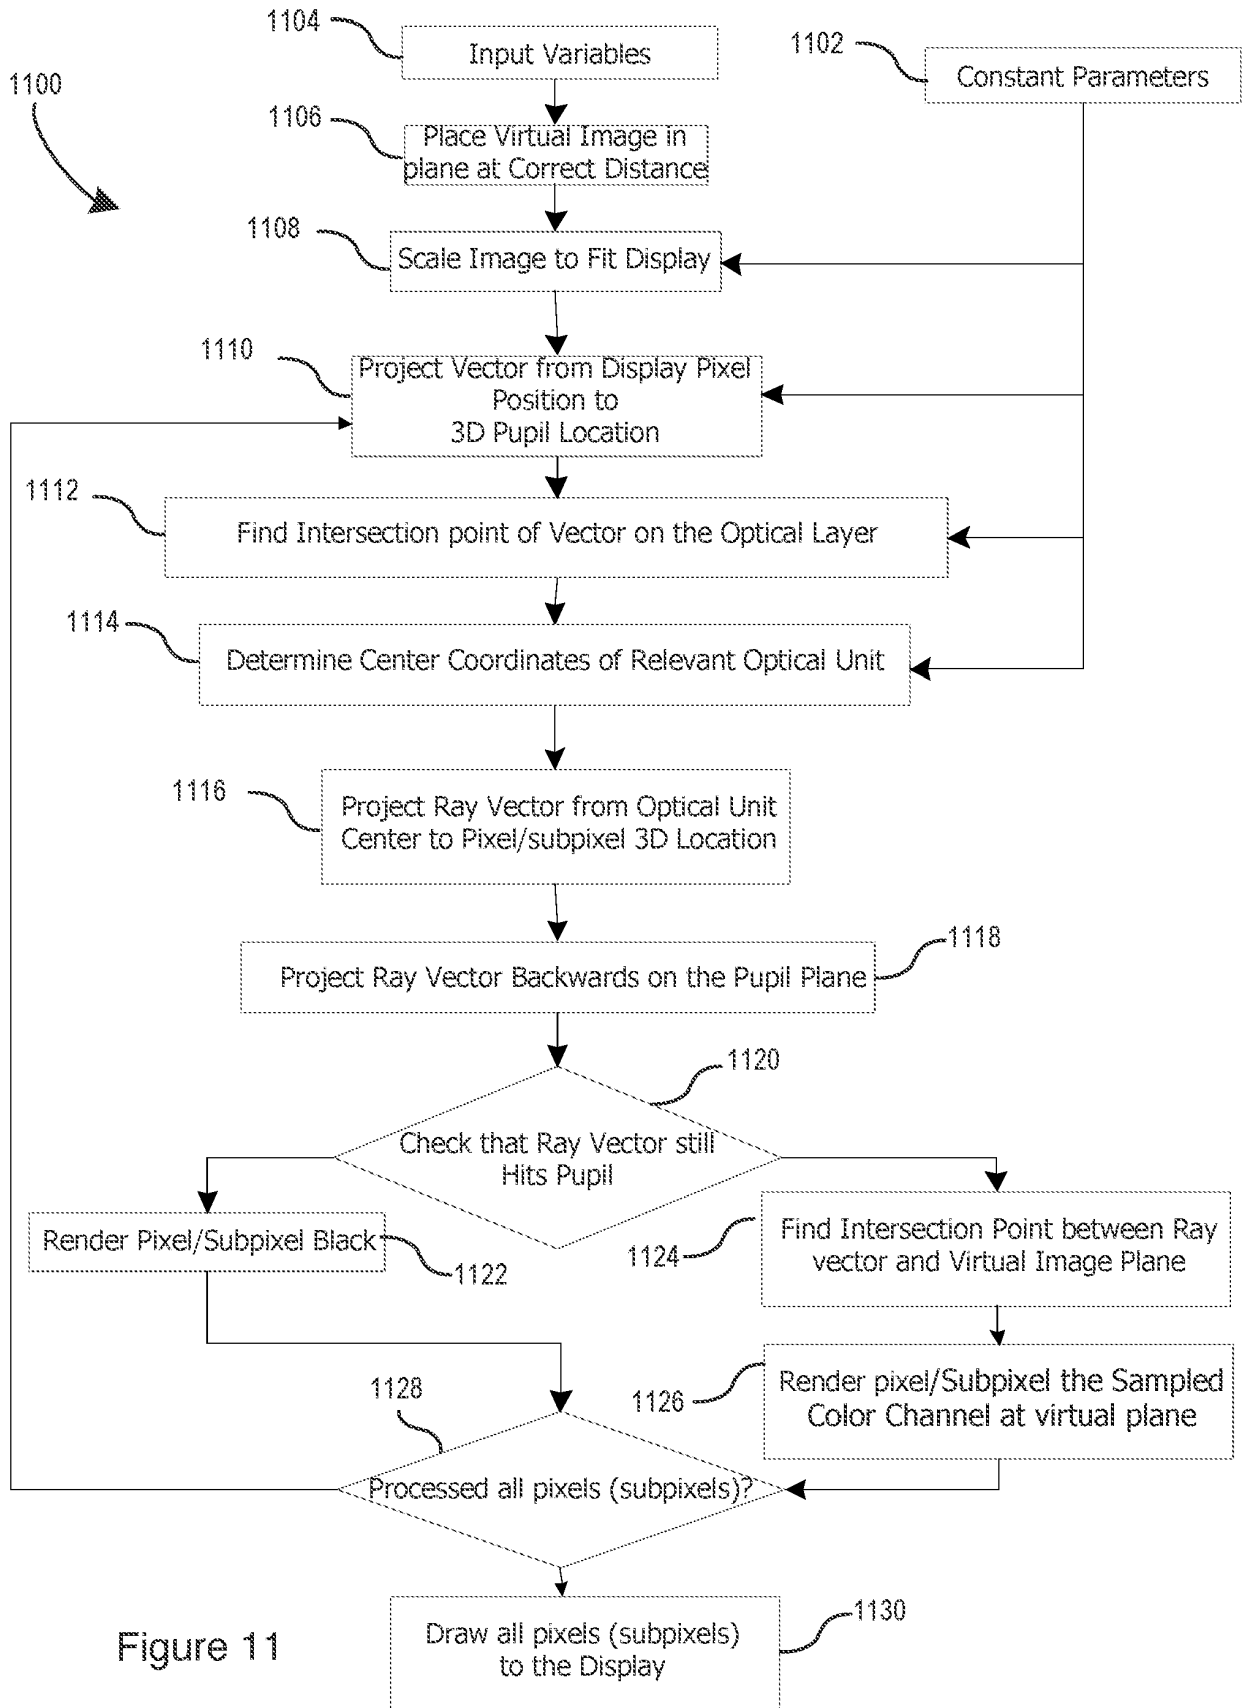 1104
Input Variables
1102
Constant Parameters
1100
1106
Place Virtual Image in
plane at Correct Distance
1108
Scale Image to Fit Display
1110
Project Vector from Display Pixel
Position to
3D Pupil Location
1112
Find Intersection point of Vector on the Optical Layer
1114
Determine Center Coordinates of Relevant Optical Unit
1116
Project Ray Vector from Optical Unit
Center to Pixel/subpixel 3D Location
1118
Project Ray Vector Backwards on the Pupil Plane
1120
Check that Ray Vector still
Hits Pupil
Render Pixel/Subpixel Black
1122
1124
Find Intersection Point between Ray
vector and Virtual Image Plane
1126
Render pixel/Subpixel the Sampled
Color Channel at virtual plane
1128
Processed all pixels (subpixels)?
1130
Draw all pixels (subpixels)
to the Display
Figure 11